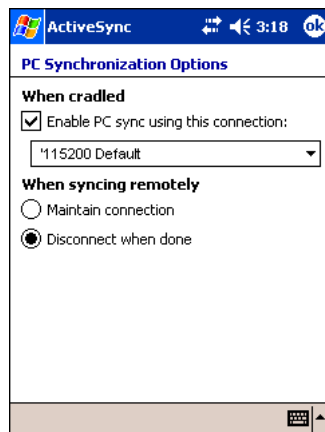 ActiveSync 3:18 ok
PC Synchronization Options
When cradled
Enable PC sync using this connection:
'115200 Default
When syncing remotely
Maintain connection
Disconnect when done